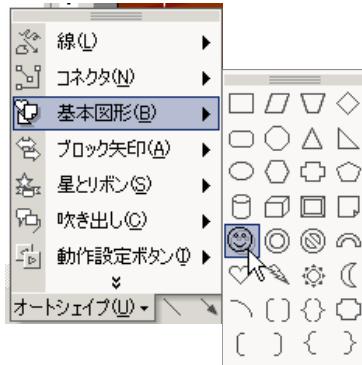 線(L)
コネクタ(N)
基本図形(B)
ブロック矢印(A)
星とリボン(S)
吹き出し(C)
動作設定ボタン(I)
オートシェイプ(U)